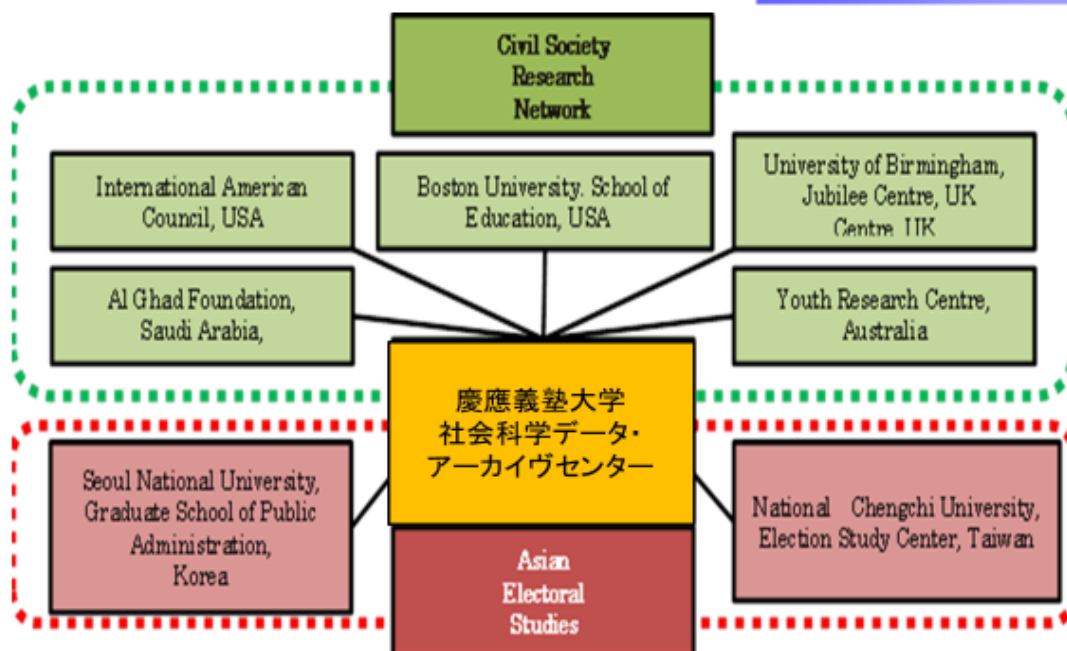 Civil Society
Research
Network
International American
Council, USA
Boston University. School of
Education, USA
University of Birmingham,
Jubilee Centre, UK
Centre, UK
Al Ghad Foundation,
Saudi Arabia,
Youth Research Centre,
Australia
慶應義塾大学
社会科学データ・
アーカイヴセンター
Seoul National University,
Graduate School of Public
Administration,
Korea
National Chengchi University,
Election Study Center, Taiwan
Asian
Electoral
Studies